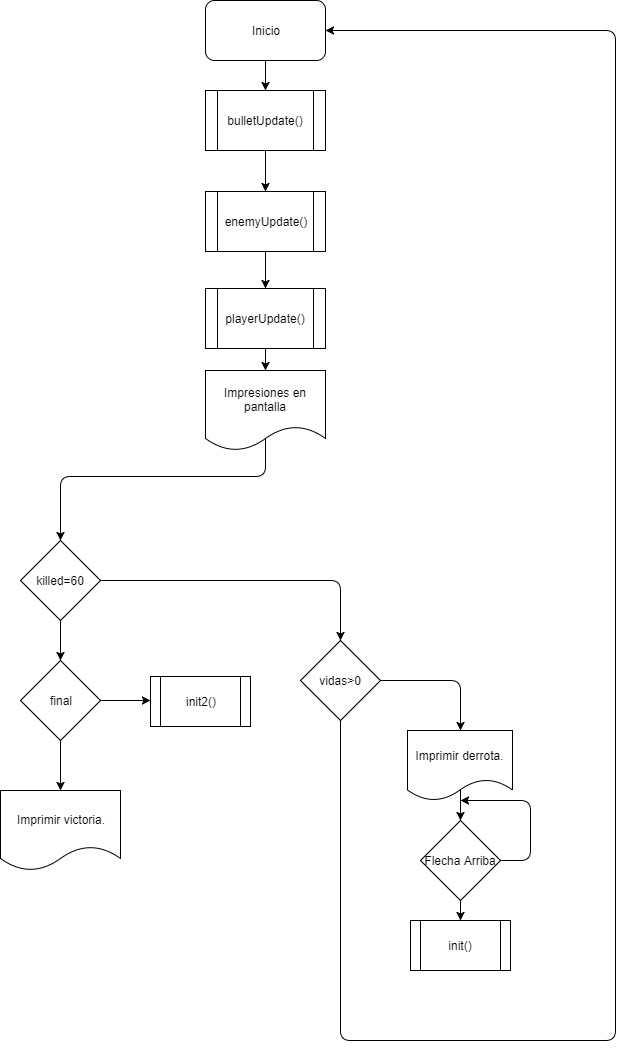 Inicio
bulletUpdate()
enemyUpdate()
playerUpdate()
Impresiones en
pantalla
killed=60
final
init2()
vidas>0
Imprimir victoria.
Imprimir derrota.
Flecha Arriba
init()